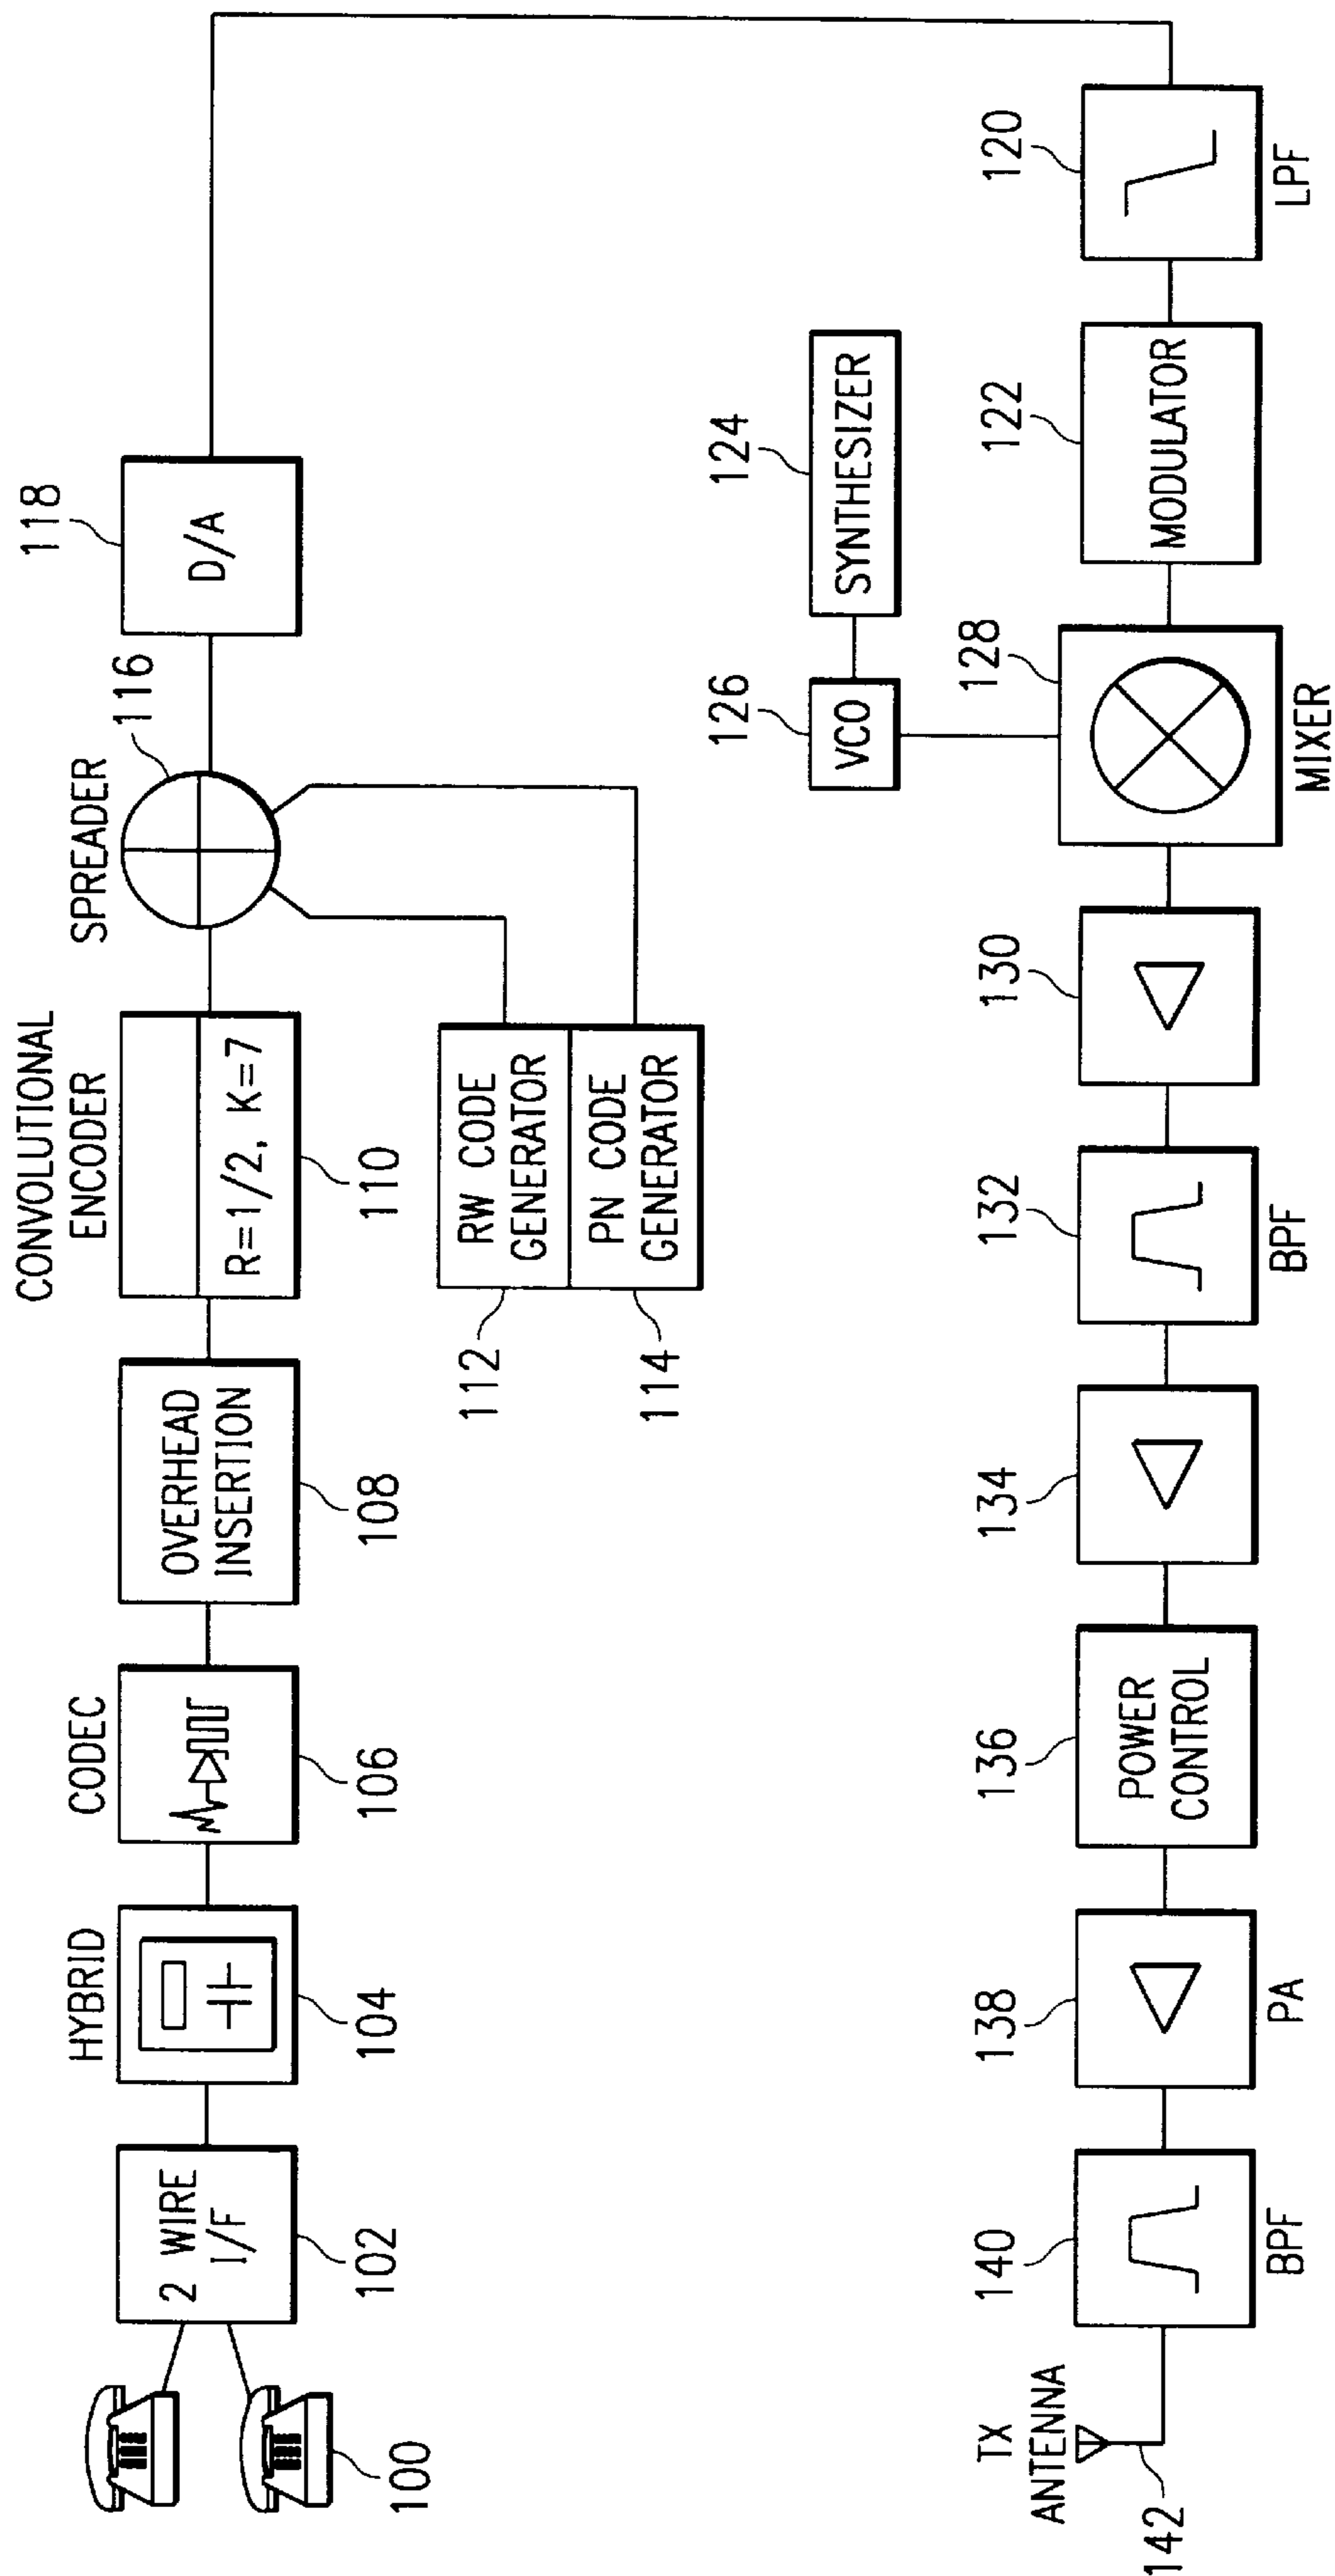 HYBRID
CODEC
CONVOLUTIONAL
ENCODER
SPREADER
116
118
2 WIRE
I/F
OVERHEAD
INSERTION
R=1/2, K=7
D/A
100
102
104
106
108
110
RW CODE
GENERATOR
PN CODE
GENERATOR
112
114
124
126
SYNTHESIZER
VCO
TX
ANTENNA
142
140
138
136
134
132
130
128
122
120
POWER
CONTROL
MODULATOR
BPF
PA
BPF
MIXER
LPF